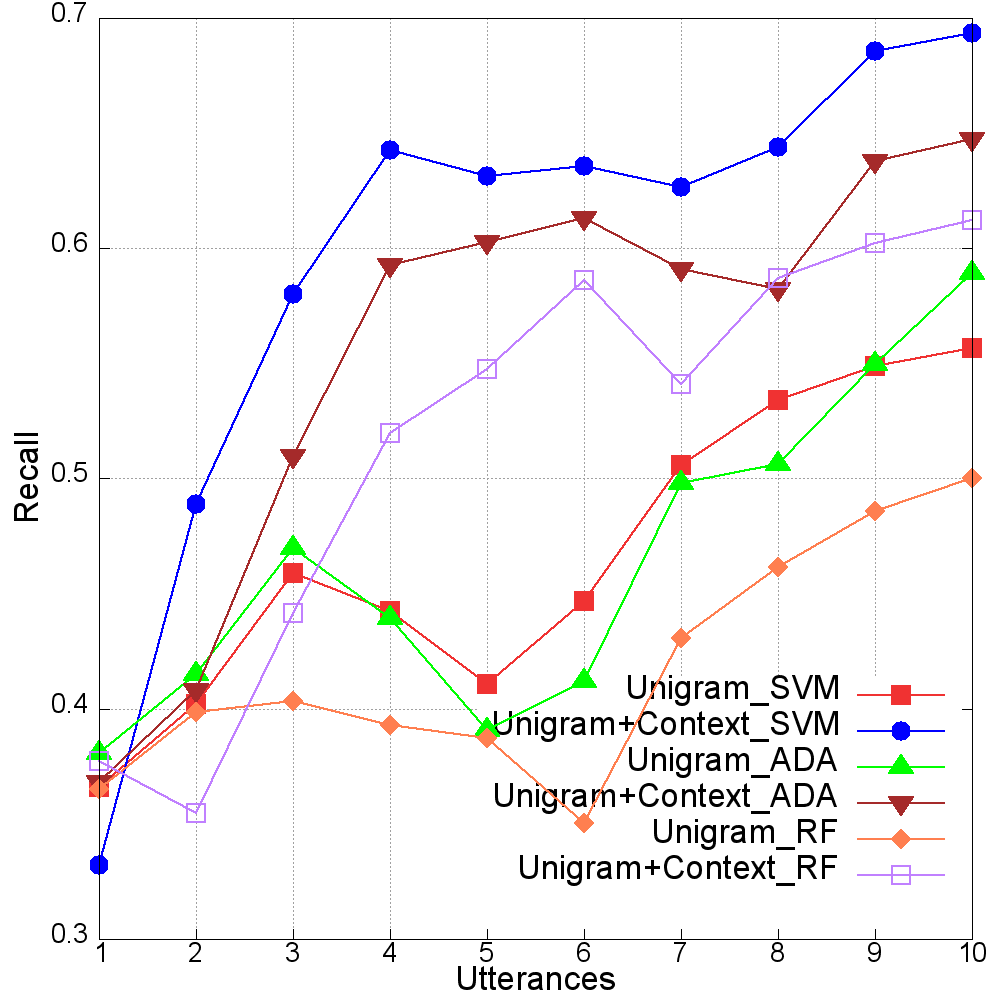 0.7
0.6
0.5
0.4
0.3
Recall
Unigram_SVM
Unigram+Context_SVM
Unigram_ADA
Unigram+Context_ADA
Unigram_RF
Unigram+Context_RF
1 2 3 4 5 6 7 8 9 10
Utterances